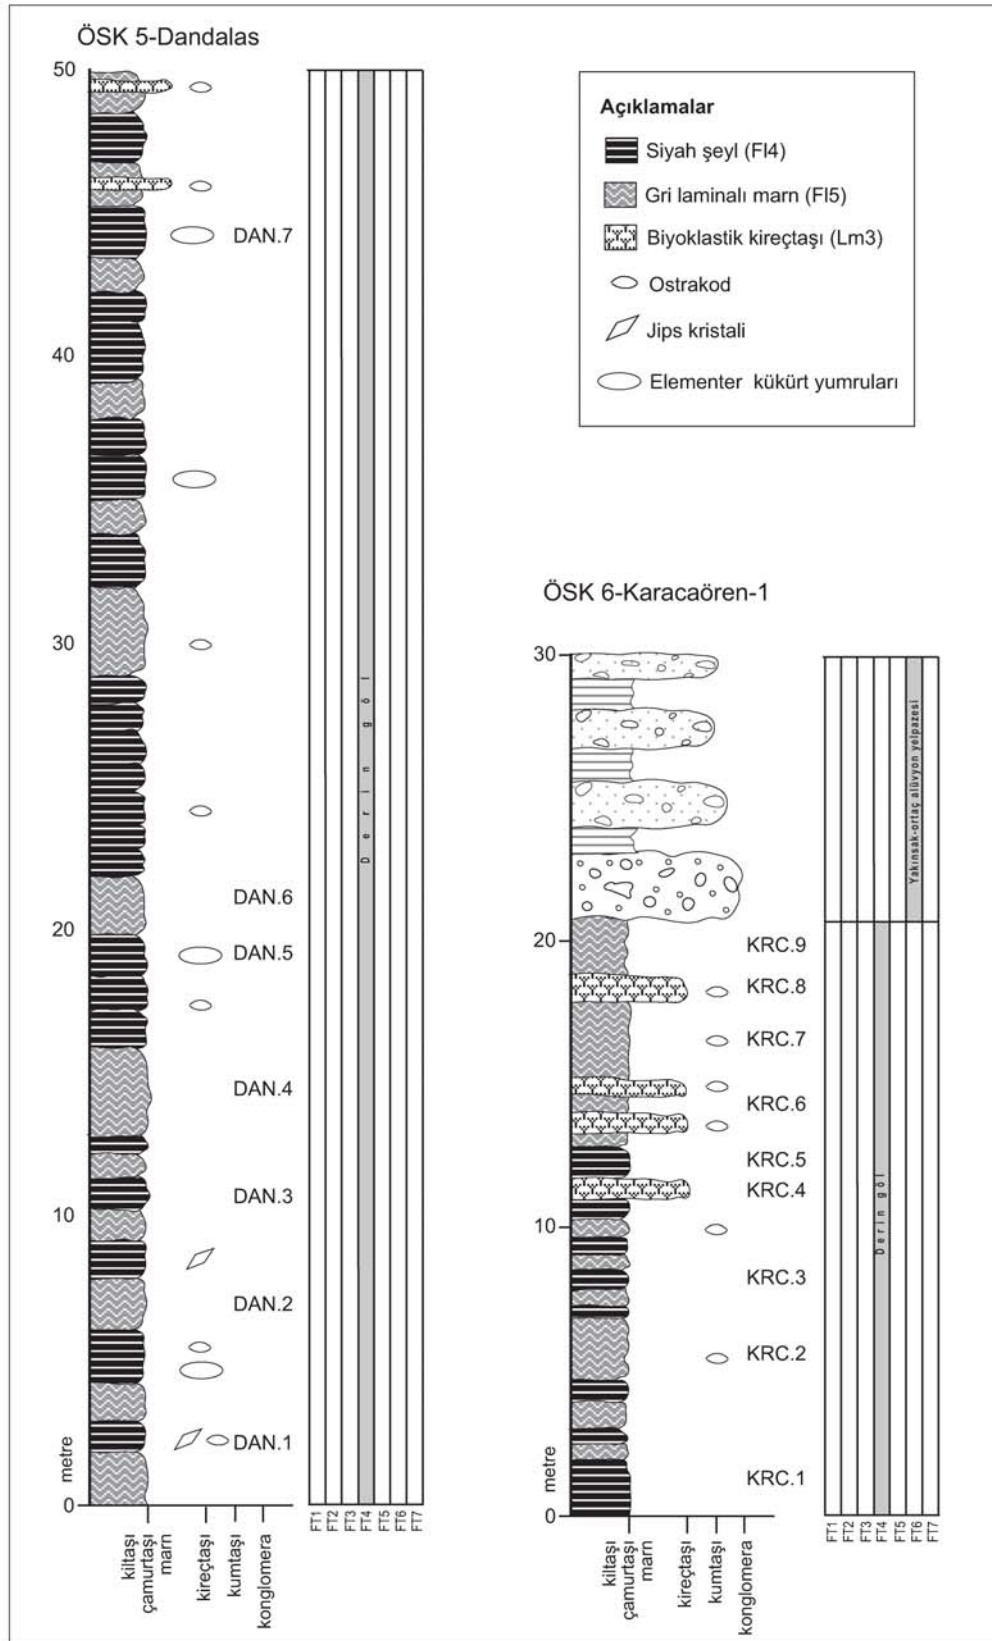 ÖSK 5-Dandalas
50
40
30
20
10
0
metre
DAN.7
DAN.6
DAN.5
DAN.4
DAN.3
DAN.2
DAN.1
kiltaşı
çamurtaşı
marn
kireçtaşı
kumtaşı
konglomera
Derin göl
FT1
FT2
FT3
FT4
FT5
FT6
FT7
Açıklamalar
Siyah şeyl (Fl4)
Gri laminalı marn (Fl5)
Biyoklastik kireçtaşı (Lm3)
Ostrakod
Jips kristali
Elementer kükürt yumruları
ÖSK 6-Karacaören-1
30
20
10
0
metre
KRC.9
KRC.8
KRC.7
KRC.6
KRC.5
KRC.4
KRC.3
KRC.2
KRC.1
kiltaşı
çamurtaşı
marn
kireçtaşı
kumtaşı
konglomera
Yakınsak-ortaç alüvyon yelpazesi
Derin göl
FT1
FT2
FT3
FT4
FT5
FT6
FT7